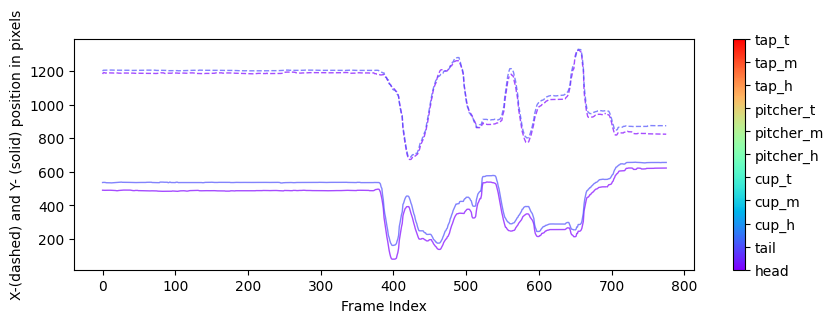 X-(dashed) and Y- (solid) position in pixels
1200
1000
800
600
400
200
0 100 200 300 400 500 600 700 800
Frame Index
tap_t
tap_m
tap_h
pitcher_t
pitcher_m
pitcher_h
cup_t
cup_m
cup_h
tail
head